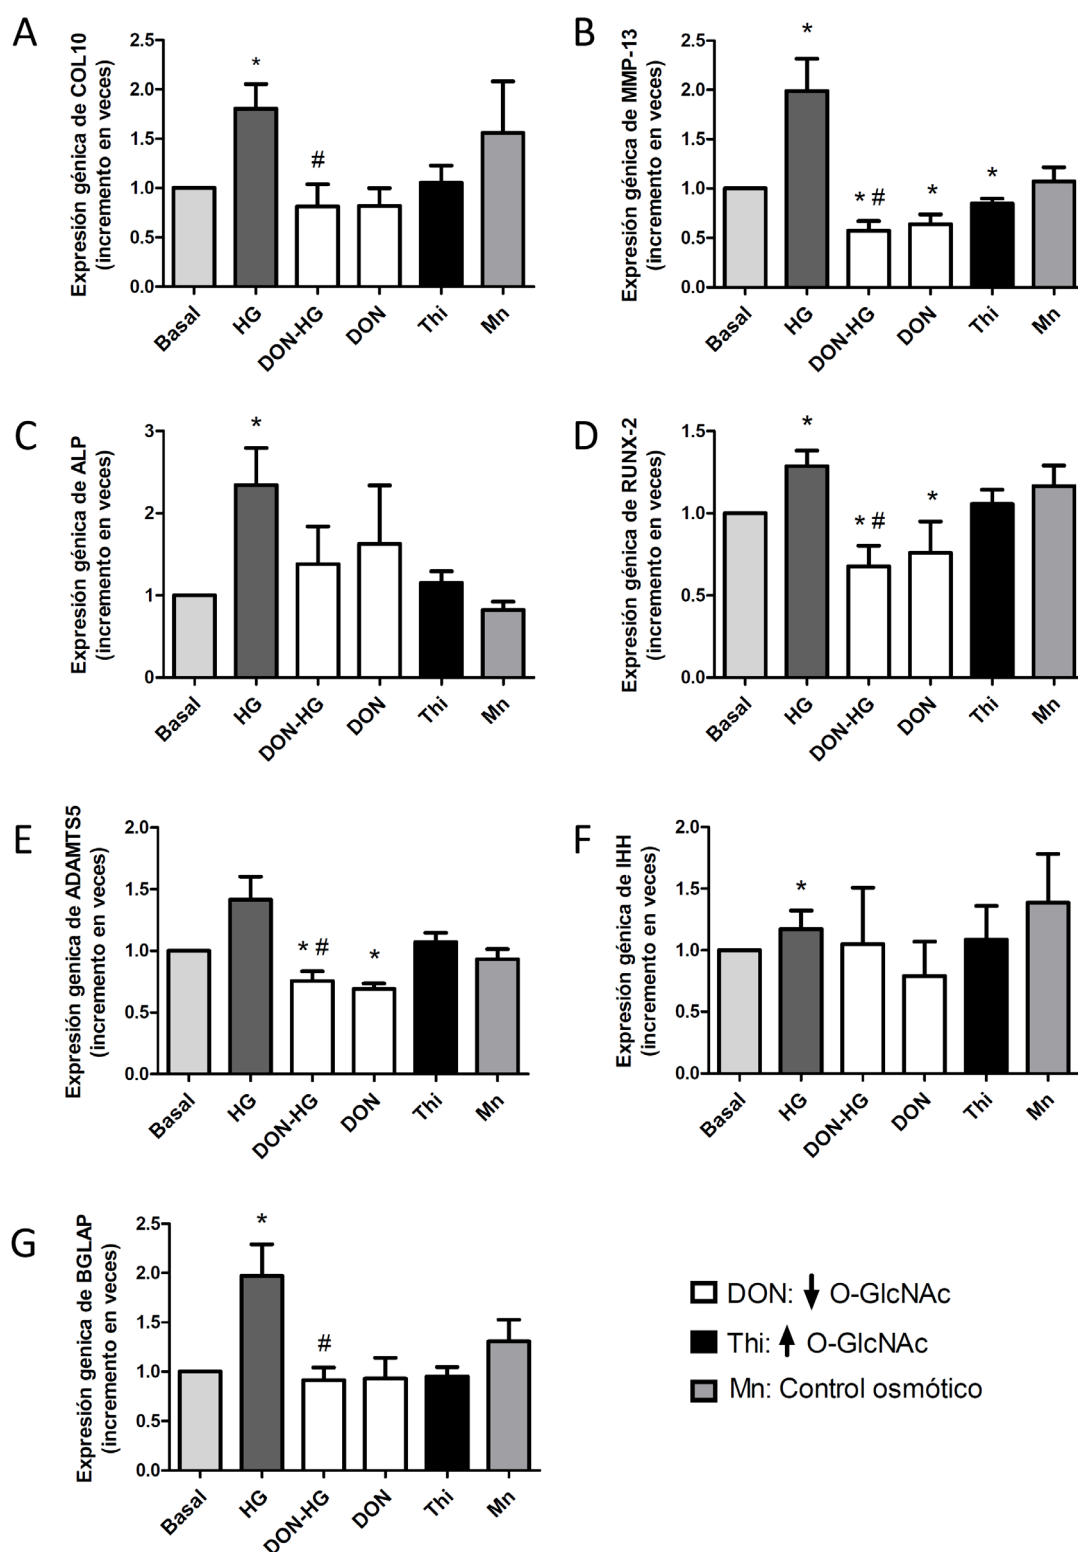 A
Expresión génica de COL10
(incremento en veces)
2.5
2.0
1.5
1.0
0.5
0.0
*
#
Basal
HG
DON-HG
DON
Thi
Mn
B
Expresión génica de MMP-13
(incremento en veces)
2.5
2.0
1.5
1.0
0.5
0.0
*
* #
*
*
Basal
HG
DON-HG
DON
Thi
Mn
C
Expresión génica de ALP
(incremento en veces)
3
2
1
0
*
Basal
HG
DON-HG
DON
Thi
Mn
D
Expresión génica de RUNX-2
(incremento en veces)
1.5
1.0
0.5
0.0
*
* #
*
Basal
HG
DON-HG
DON
Thi
Mn
E
Expresión genica de ADAMTS5
(incremento en veces)
2.0
1.5
1.0
0.5
0.0
* #
*
Basal
HG
DON-HG
DON
Thi
Mn
F
Expresión génica de IHH
(incremento en veces)
2.0
1.5
1.0
0.5
0.0
*
Basal
HG
DON-HG
DON
Thi
Mn
G
Expresión genica de BGLAP
(incremento en veces)
2.5
2.0
1.5
1.0
0.5
0.0
*
#
Basal
HG
DON-HG
DON
Thi
Mn
DON: ↓ O-GlcNAc
Thi: ↑ O-GlcNAc
Mn: Control osmótico